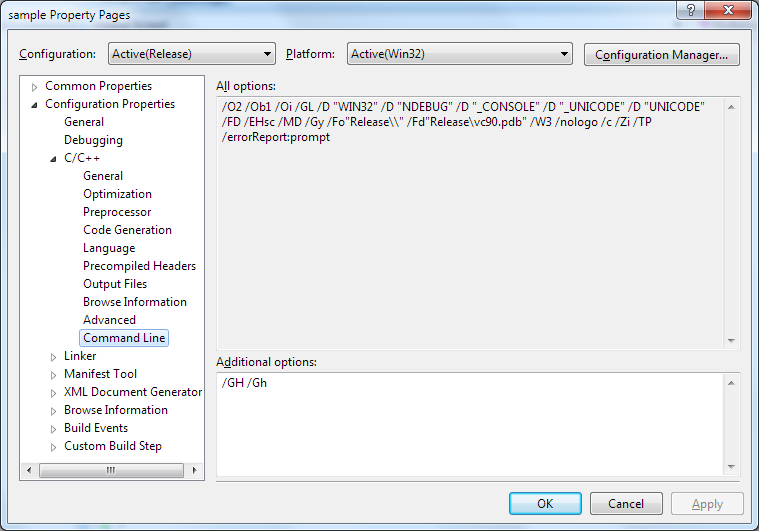 sample Property Pages
Configuration: Active(Release) Platform: Active(Win32) Configuration Manager...
Common Properties
Configuration Properties
General
Debugging
C/C++
General
Optimization
Preprocessor
Code Generation
Language
Precompiled Headers
Output Files
Browse Information
Advanced
Command Line
Linker
Manifest Tool
XML Document Generator
Browse Information
Build Events
Custom Build Step
All options:
/O2 /Ob1 /Oi /GL /D "WIN32" /D "NDEBUG" /D "_CONSOLE" /D "_UNICODE" /D "UNICODE"
/FD /EHsc /MD /Gy /Fo"Release\\" /Fd"Release\vc90.pdb" /W3 /nologo /c /Zi /TP
/errorReport:prompt
Additional options:
/GH /Gh
OK Cancel Apply